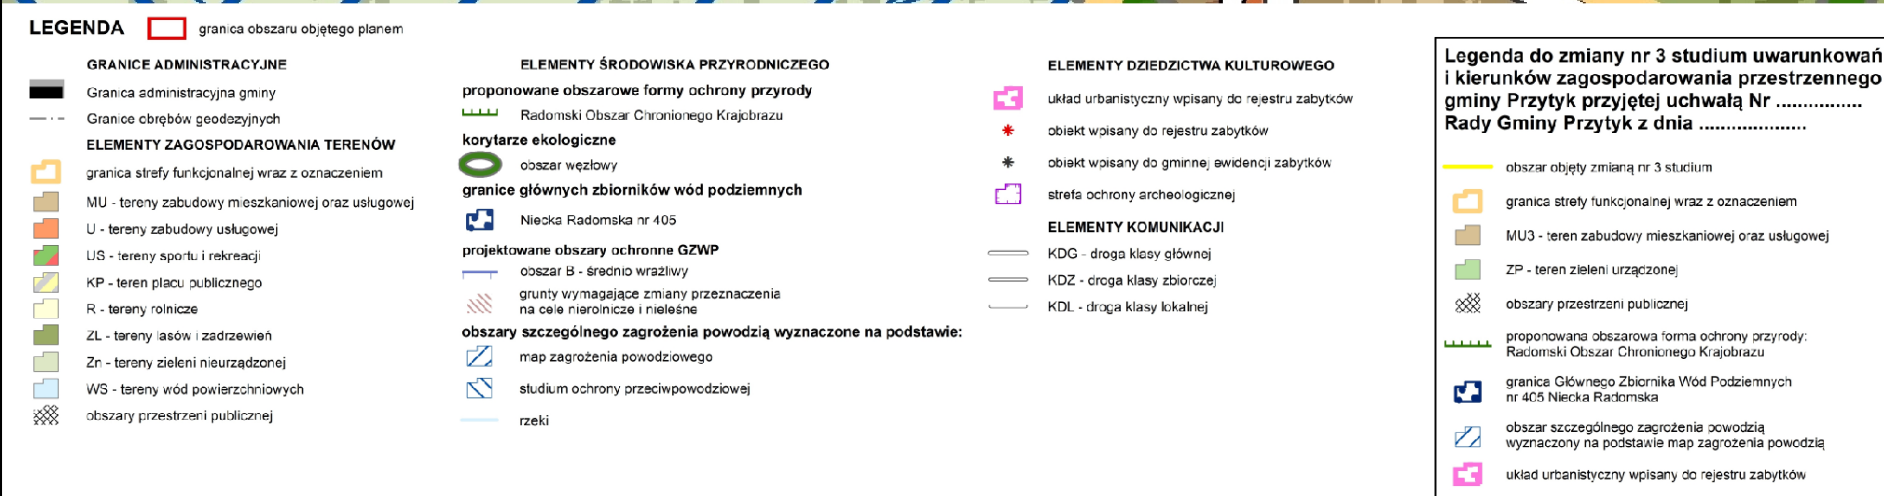 LEGENDA
granica obszaru objętego planem
GRANICE ADMINISTRACYJNE
Granica administracyjna gminy
Granice obrębów geodezyjnych
ELEMENTY ZAGOSPODAROWANIA TERENÓW
granica strefy funkcjonalnej wraz z oznaczeniem
MU - tereny zabudowy mieszkaniowej oraz usługowej
U - tereny zabudowy usługowej
US - tereny sportu i rekreacji
KP - teren placu publicznego
R - tereny rolnicze
ZL - tereny lasów i zadrzewień
Zn - tereny zieleni nieurządzonej
WS - tereny wód powierzchniowych
obszary przestrzeni publicznej
ELEMENTY ŚRODOWISKA PRZYRODNICZEGO
proponowane obszarowe formy ochrony przyrody
Radomski Obszar Chronionego Krajobrazu
korytarze ekologiczne
obszar węzłowy
granice głównych zbiorników wód podziemnych
Niecka Radomska nr 405
projektowane obszary ochronne GZWP
obszar B - średnio wrażliwy
grunty wymagające zmiany przeznaczenia
na cele nierolnicze i nieleśne
obszary szczególnego zagrożenia powodzią wyznaczone na podstawie:
map zagrożenia powodziowego
studium ochrony przeciwpowodziowej
rzeki
ELEMENTY DZIEDZICTWA KULTUROWEGO
układ urbanistyczny wpisany do rejestru zabytków
obiekt wpisany do rejestru zabytków
obiekt wpisany do gminnej ewidencji zabytków
strefa ochrony archeologicznej
ELEMENTY KOMUNIKACJI
KDG - droga klasy głównej
KDZ - droga klasy zbiorczej
KDL - droga klasy lokalnej
Legenda do zmiany nr 3 studium uwarunkowań
i kierunków zagospodarowania przestrzennego
gminy Przytyk przyjętej uchwałą Nr ................
Rady Gminy Przytyk z dnia ....................
obszar objęty zmianą nr 3 studium
granica strefy funkcjonalnej wraz z oznaczeniem
MU3 - teren zabudowy mieszkaniowej oraz usługowej
ZP - teren zieleni urządzonej
obszary przestrzeni publicznej
proponowana obszarowa forma ochrony przyrody:
Radomski Obszar Chronionego Krajobrazu
granica Głównego Zbiornika Wód Podziemnych
nr 405 Niecka Radomska
obszar szczególnego zagrożenia powodzią
wyznaczony na podstawie map zagrożenia powodzią
układ urbanistyczny wpisany do rejestru zabytków